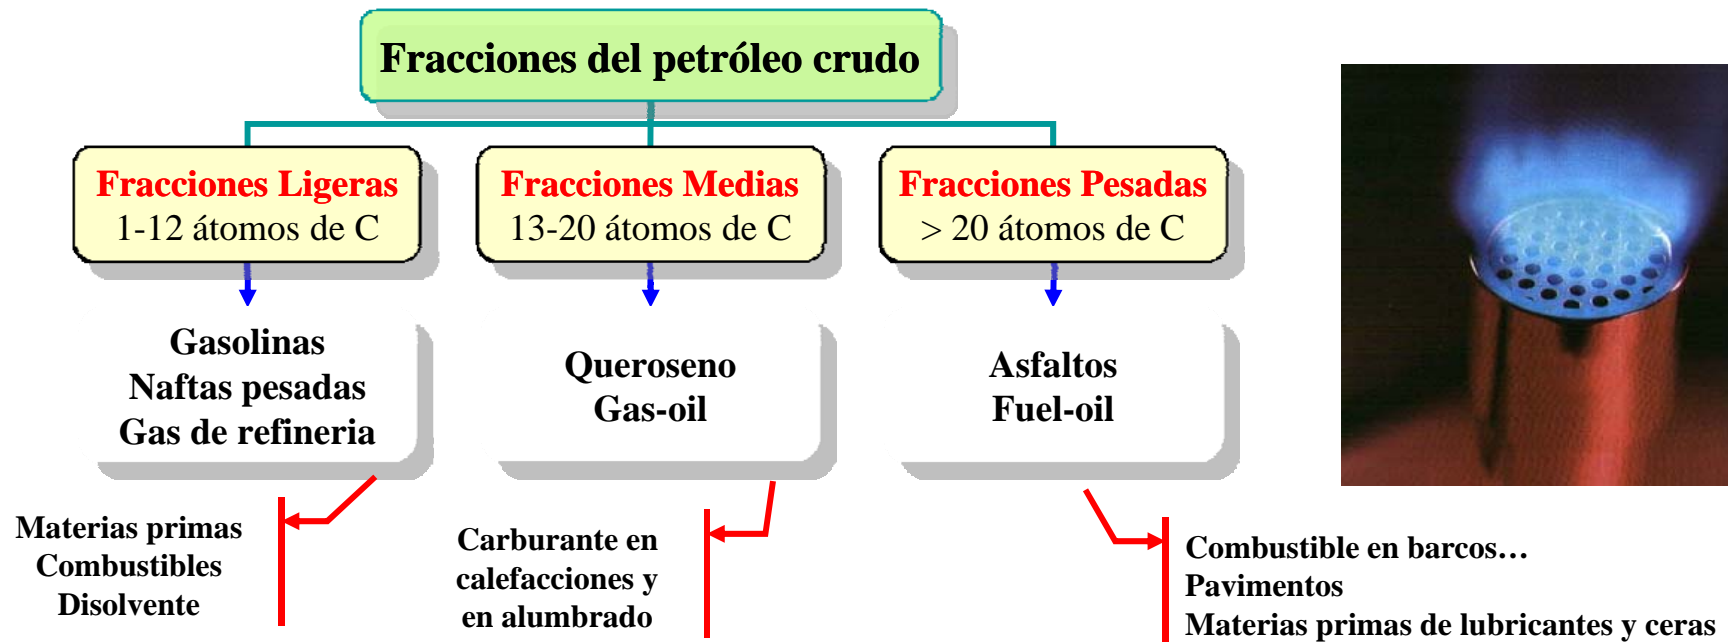 Fracciones del petróleo crudo
Fracciones Ligeras
1-12 átomos de C
Fracciones Medias
13-20 átomos de C
Fracciones Pesadas
> 20 átomos de C
Gasolinas
Naftas pesadas
Gas de refineria
Queroseno
Gas-oil
Asfaltos
Fuel-oil
Materias primas
Combustibles
Disolvente
Carburante en
calefacciones y
en alumbrado
Combustible en barcos…
Pavimentos
Materias primas de lubricantes y ceras